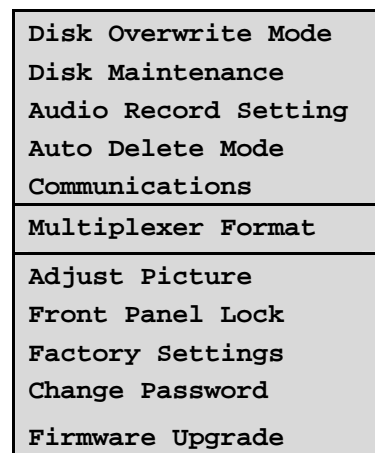 Disk Overwrite Mode
Disk Maintenance
Audio Record Setting
Auto Delete Mode
Communications
Multiplexer Format
Adjust Picture
Front Panel Lock
Factory Settings
Change Password
Firmware Upgrade